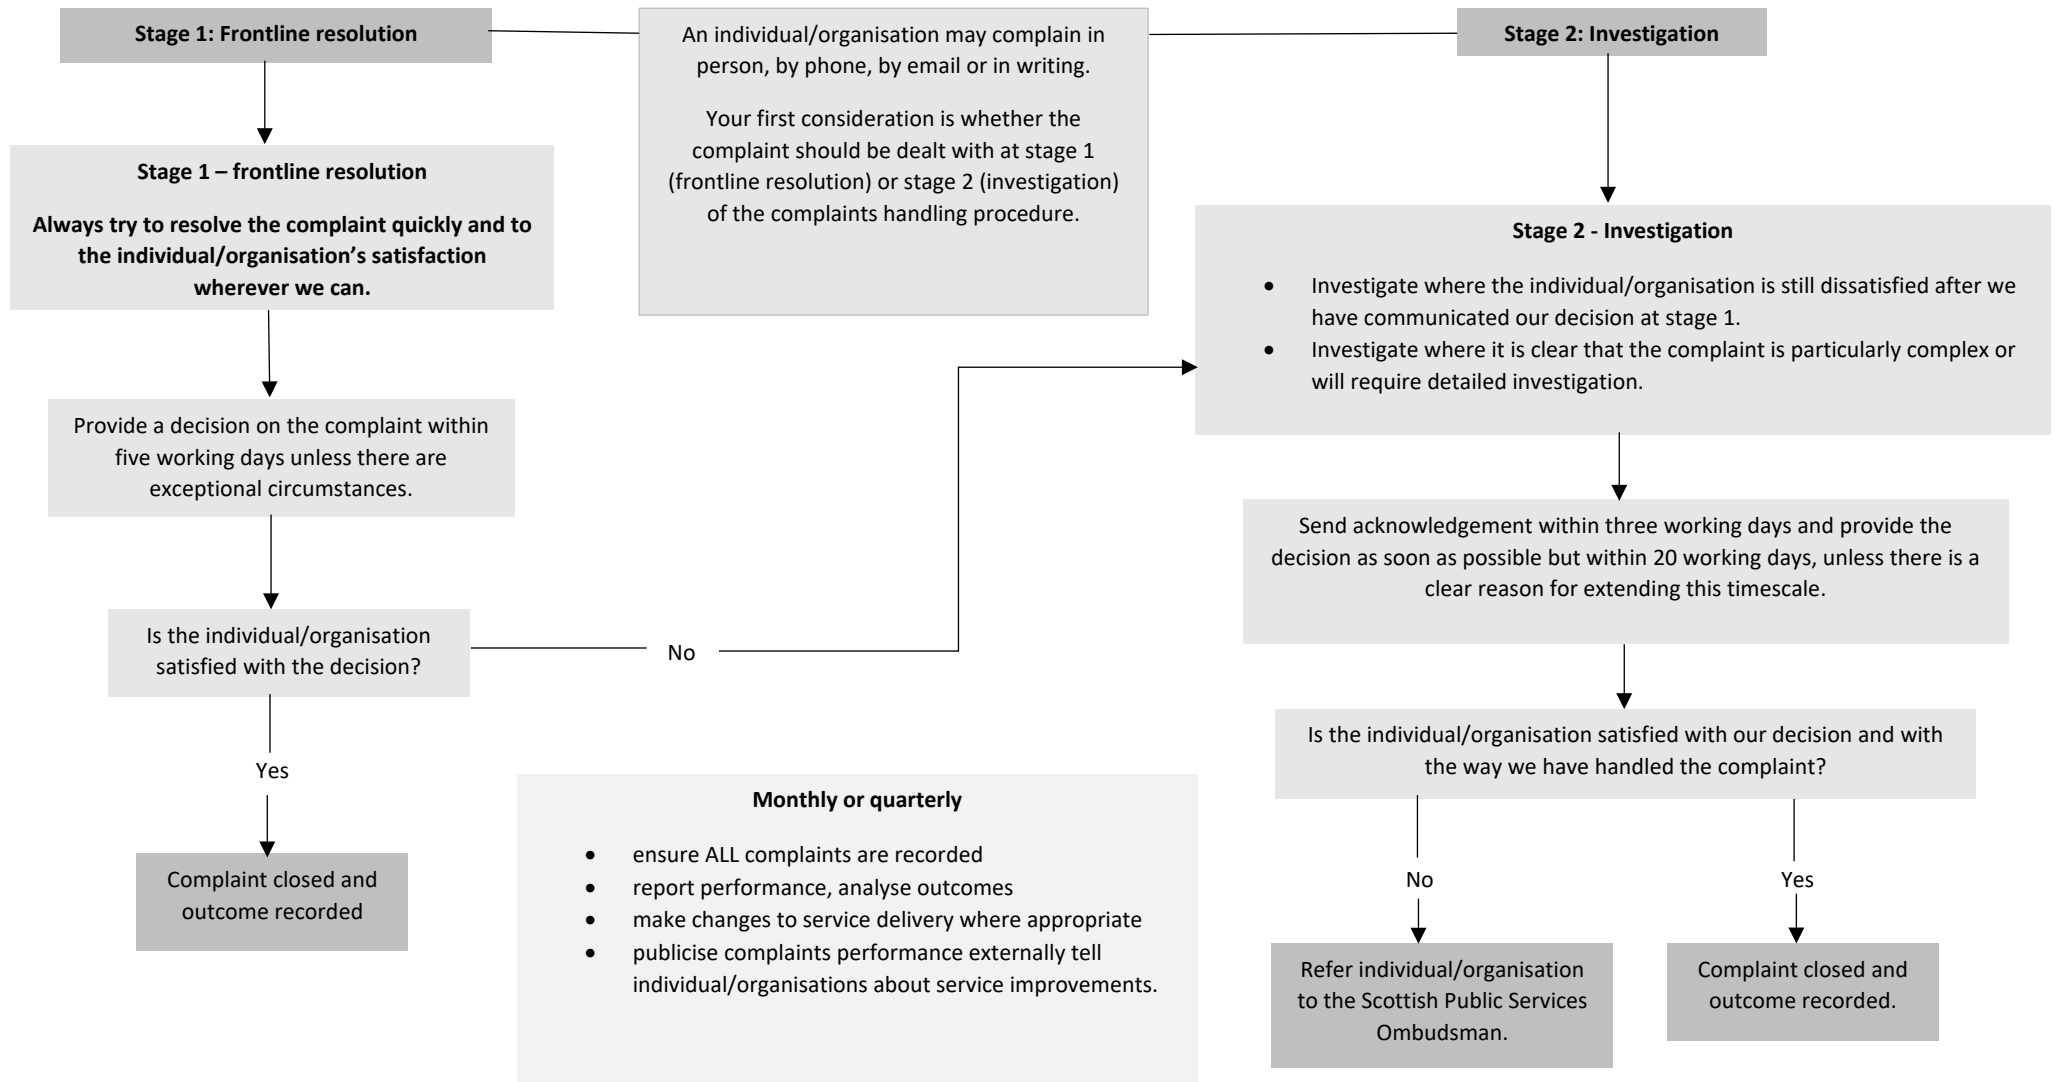 Stage 1: Frontline resolution
An individual/organisation may complain in
person, by phone, by email or in writing.
Your first consideration is whether the
complaint should be dealt with at stage 1
(frontline resolution) or stage 2 (investigation)
of the complaints handling procedure.
Stage 2: Investigation
Stage 1 – frontline resolution
Always try to resolve the complaint quickly and to
the individual/organisation’s satisfaction
wherever we can.
Provide a decision on the complaint within
five working days unless there are
exceptional circumstances.
Is the individual/organisation
satisfied with the decision?
No
Yes
Complaint closed and
outcome recorded
Stage 2 - Investigation
• Investigate where the individual/organisation is still dissatisfied after we
have communicated our decision at stage 1.
• Investigate where it is clear that the complaint is particularly complex or
will require detailed investigation.
Send acknowledgement within three working days and provide the
decision as soon as possible but within 20 working days, unless there is a
clear reason for extending this timescale.
Is the individual/organisation satisfied with our decision and with
the way we have handled the complaint?
No
Yes
Refer individual/organisation
to the Scottish Public Services
Ombudsman.
Complaint closed and
outcome recorded.
Monthly or quarterly
• ensure ALL complaints are recorded
• report performance, analyse outcomes
• make changes to service delivery where appropriate
• publicise complaints performance externally tell
individual/organisations about service improvements.